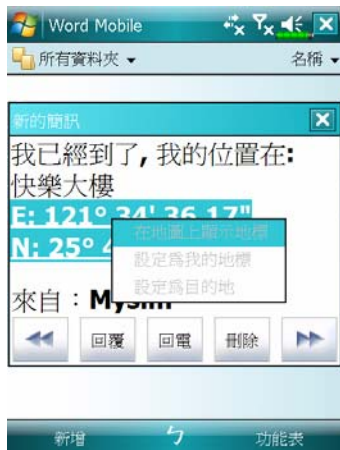 Word Mobile
所有資料夾 名稱
新的簡訊
我已經到了, 我的位置在:
快樂大樓
E: 121° 34' 36.17"
N: 25° 4
在地圖上顯示地標
設定為我的地標
設定為目的地
來自：Mysim
回覆 回電 刪除
新增 ㄅ 功能表